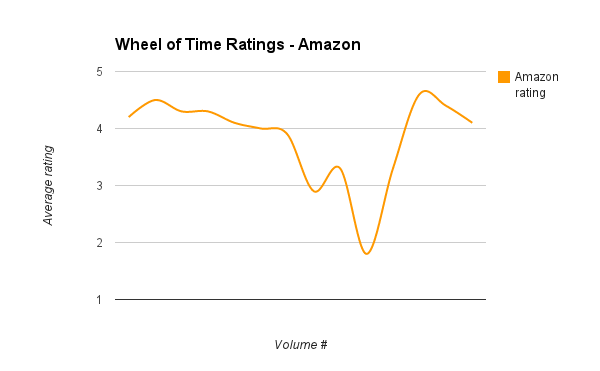 Wheel of Time Ratings - Amazon
5
4
3
2
1
Average rating
Volume #
Amazon
rating